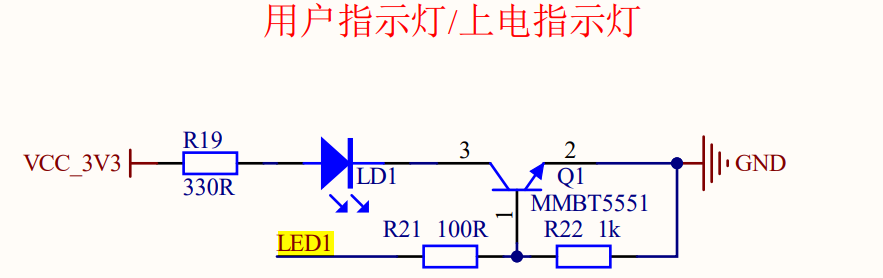 用户指示灯/上电指示灯
R19
3
2
VCC_3V3
LD1
Q1
GND
330R
MMBT5551
1
R21 100R
R22 1k
LED1